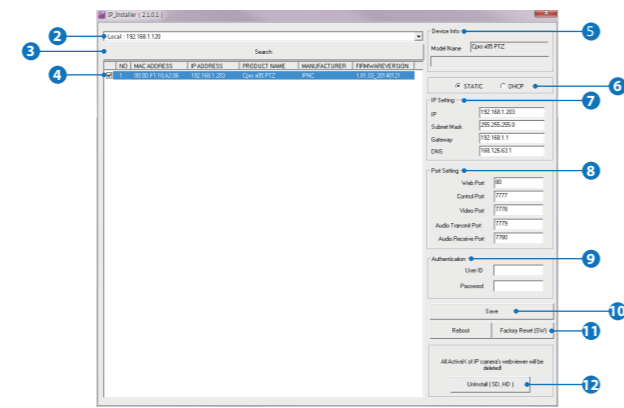 IP_Installer ( 2.1.0.1 )
2
Local : 192.168.1.120
3
Search
NO MAC ADDRESS IP ADDRESS PRODUCT NAME MANUFACTURER FIRMWAREVERSION
4
1 00:0D:F1:10:A2:06 192.168.1.203 Cpro x05 PTZ IPNC 1.01.03_20140121
Device Info
5
Model Name Cpro x05 PTZ
STATIC DHCP
6
IP Setting
7
IP 192.168.1.203
Subnet Mask 255.255.255.0
Gateway 192.168.1.1
DNS 168.126.63.1
Port Setting
8
Web Port 80
Control Port 7777
Video Port 7778
Audio Transmit Port 7779
Audio Receive Port 7780
Authentication
9
User ID
Password
Save
10
Reboot Factory Reset (SW)
11
All ActiveX of IP camera's webviewer will be
deleted!
Uninstall ( SD, HD )
12